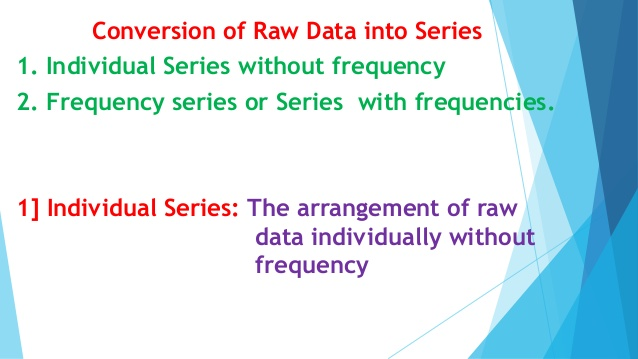 Conversion of Raw Data into Series
1. Individual Series without frequency
2. Frequency series or Series with frequencies.
1] Individual Series: The arrangement of raw
data individually without
frequency